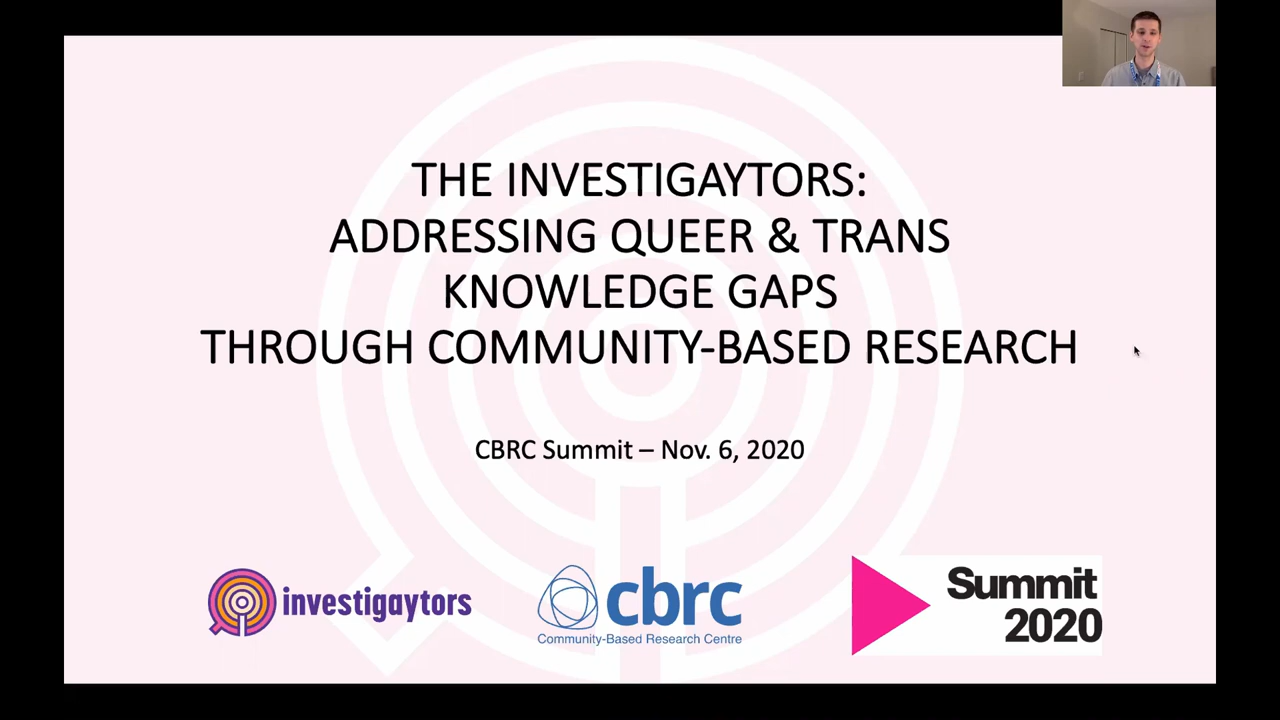 THE INVESTIGAYTORS:
ADDRESSING QUEER & TRANS
KNOWLEDGE GAPS
THROUGH COMMUNITY-BASED RESEARCH
CBRC Summit – Nov. 6, 2020
investigaytors
cbrc
Community-Based Research Centre
Summit
2020